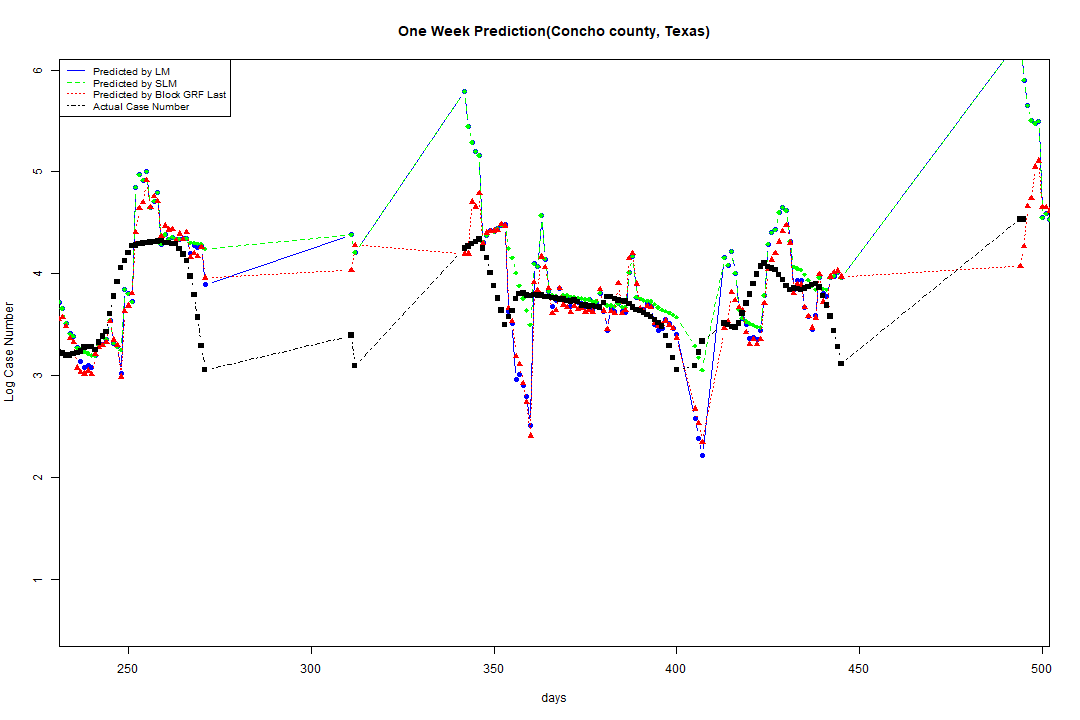 One Week Prediction(Concho county, Texas)
Predicted by LM
Predicted by SLM
Predicted by Block GRF Last
Actual Case Number
Log Case Number
6
5
4
3
2
1
250 300 350 400 450 500
days